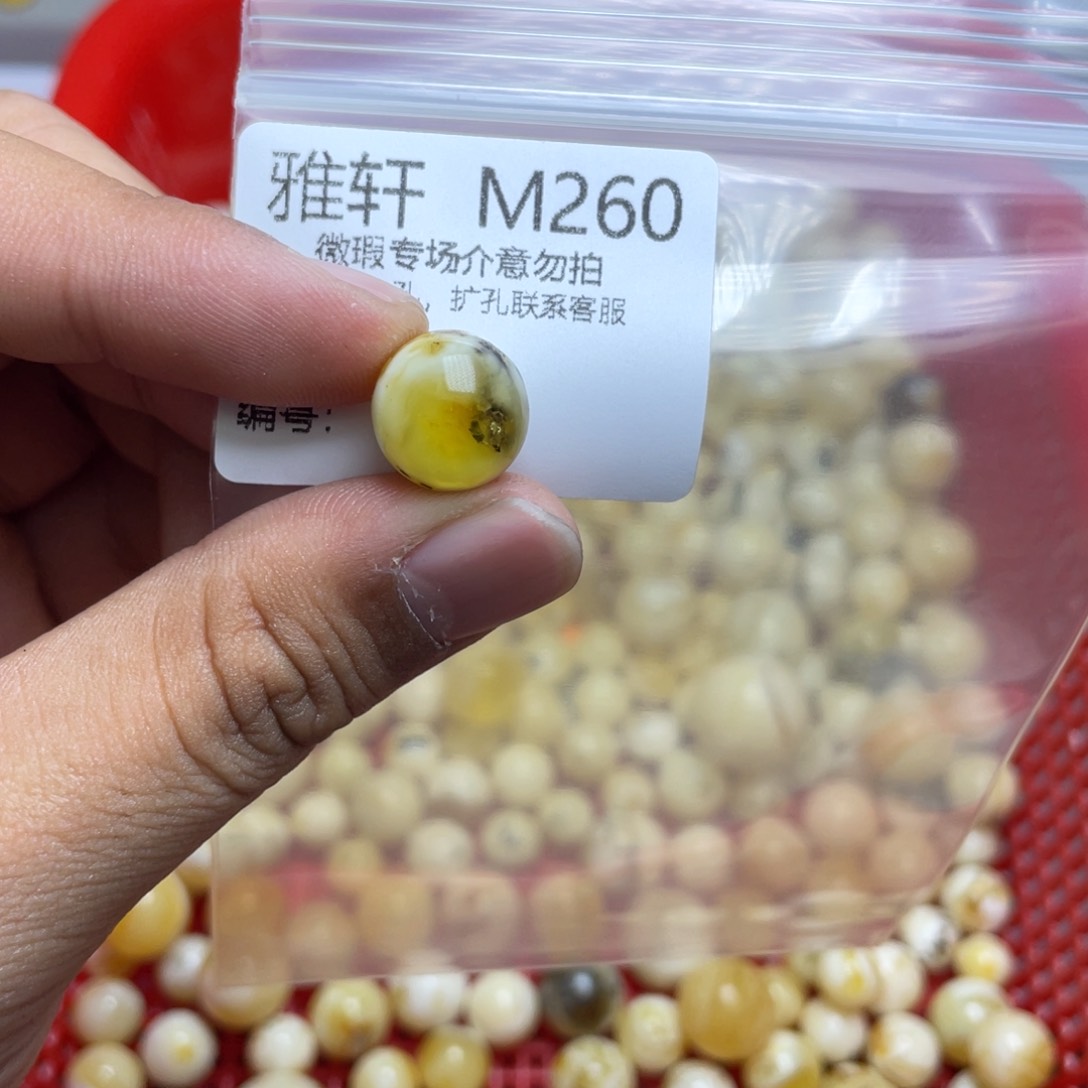 雅轩 M260
微瑕专场介意勿拍
孔，扩孔联系客服
编号：